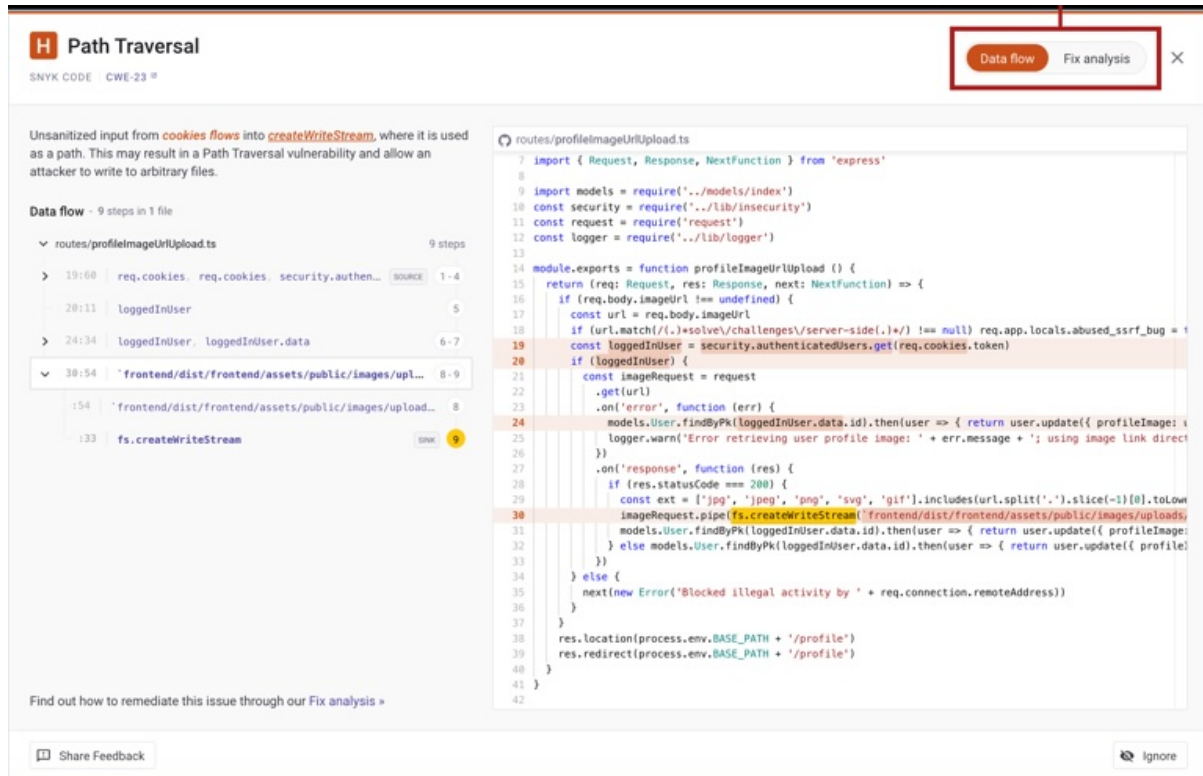 H Path Traversal
Data flow Fix analysis
SNYK CODE CWE-23
Unsanitized input from cookies flows into createWriteStream, where it is used
as a path. This may result in a Path Traversal vulnerability and allow an
attacker to write to arbitrary files.
Data flow - 9 steps in 1 file
routes/profileImageUrlUpload.ts 9 steps
19:60 req.cookies, req.cookies, security.authen... SOURCE 1-4
20:11 loggedInUser 5
24:34 loggedInUser, loggedInUser.data 6-7
30:54 `frontend/dist/frontend/assets/public/images/upl... 8-9
:54 `frontend/dist/frontend/assets/public/images/upload... 8
:33 fs.createWriteStream SINK 9
Find out how to remediate this issue through our Fix analysis »
routes/profileImageUrlUpload.ts
7 import { Request, Response, NextFunction } from 'express'
8
9 import models = require('../models/index')
10 const security = require('../lib/insecurity')
11 const request = require('request')
12 const logger = require('../lib/logger')
13
14 module.exports = function profileImageUrlUpload () {
15 return (req: Request, res: Response, next: NextFunction) => {
16 if (req.body.imageUrl !== undefined) {
17 const url = req.body.imageUrl
18 if (url.match(/(.)*solve\/challenges\/server-side(.)*/) !== null) req.app.locals.abused_ssrf_bug =
19 const loggedInUser = security.authenticatedUsers.get(req.cookies.token)
20 if (loggedInUser) {
21 const imageRequest = request
22 .get(url)
23 .on('error', function (err) {
24 models.User.findByPk(loggedInUser.data.id).then(user => { return user.update({ profileImage:
25 logger.warn('Error retrieving user profile image: ' + err.message + '; using image link direct
26 })
27 .on('response', function (res) {
28 if (res.statusCode === 200) {
29 const ext = ['jpg', 'jpeg', 'png', 'svg', 'gif'].includes(url.split('.').slice(-1)[0].toLowe
30 imageRequest.pipe(fs.createWriteStream(`frontend/dist/frontend/assets/public/images/uploads/
31 models.User.findByPk(loggedInUser.data.id).then(user => { return user.update({ profileImage:
32 } else models.User.findByPk(loggedInUser.data.id).then(user => { return user.update({ profileI
33 })
34 } else {
35 next(new Error('Blocked illegal activity by ' + req.connection.remoteAddress))
36 }
37 }
38 res.location(process.env.BASE_PATH + '/profile')
39 res.redirect(process.env.BASE_PATH + '/profile')
40 }
41 }
42
Share Feedback
Ignore